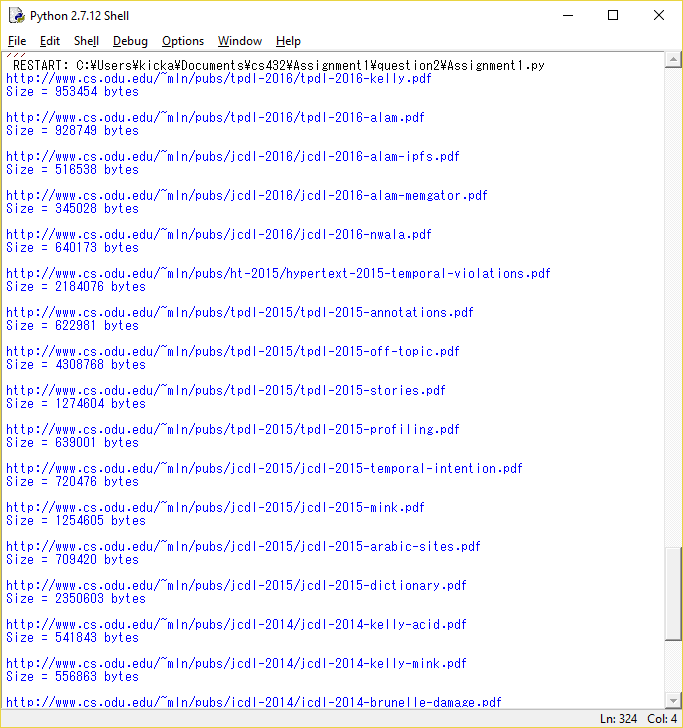 Python 2.7.12 Shell
File Edit Shell Debug Options Window Help
RESTART: C:¥Users¥kicka¥Documents¥cs432¥Assignment1¥question2¥Assignment1.py
http://www.cs.odu.edu/~mln/pubs/tpdl-2016/tpdl-2016-kelly.pdf
Size = 953454 bytes
http://www.cs.odu.edu/~mln/pubs/tpdl-2016/tpdl-2016-alam.pdf
Size = 928749 bytes
http://www.cs.odu.edu/~mln/pubs/jcdl-2016/jcdl-2016-alam-ipfs.pdf
Size = 516538 bytes
http://www.cs.odu.edu/~mln/pubs/jcdl-2016/jcdl-2016-alam-memgator.pdf
Size = 345028 bytes
http://www.cs.odu.edu/~mln/pubs/jcdl-2016/jcdl-2016-nwala.pdf
Size = 640173 bytes
http://www.cs.odu.edu/~mln/pubs/ht-2015/hypertext-2015-temporal-violations.pdf
Size = 2184076 bytes
http://www.cs.odu.edu/~mln/pubs/tpdl-2015/tpdl-2015-annotations.pdf
Size = 622981 bytes
http://www.cs.odu.edu/~mln/pubs/tpdl-2015/tpdl-2015-off-topic.pdf
Size = 4308768 bytes
http://www.cs.odu.edu/~mln/pubs/tpdl-2015/tpdl-2015-stories.pdf
Size = 1274604 bytes
http://www.cs.odu.edu/~mln/pubs/tpdl-2015/tpdl-2015-profiling.pdf
Size = 639001 bytes
http://www.cs.odu.edu/~mln/pubs/jcdl-2015/jcdl-2015-temporal-intention.pdf
Size = 720476 bytes
http://www.cs.odu.edu/~mln/pubs/jcdl-2015/jcdl-2015-mink.pdf
Size = 1254605 bytes
http://www.cs.odu.edu/~mln/pubs/jcdl-2015/jcdl-2015-arabic-sites.pdf
Size = 709420 bytes
http://www.cs.odu.edu/~mln/pubs/jcdl-2015/jcdl-2015-dictionary.pdf
Size = 2350603 bytes
http://www.cs.odu.edu/~mln/pubs/jcdl-2014/jcdl-2014-kelly-acid.pdf
Size = 541843 bytes
http://www.cs.odu.edu/~mln/pubs/jcdl-2014/jcdl-2014-kelly-mink.pdf
Size = 556863 bytes
http://www.cs.odu.edu/~mln/pubs/jcdl-2014/jcdl-2014-brunelle-damage.pdf
Ln: 324 Col: 4